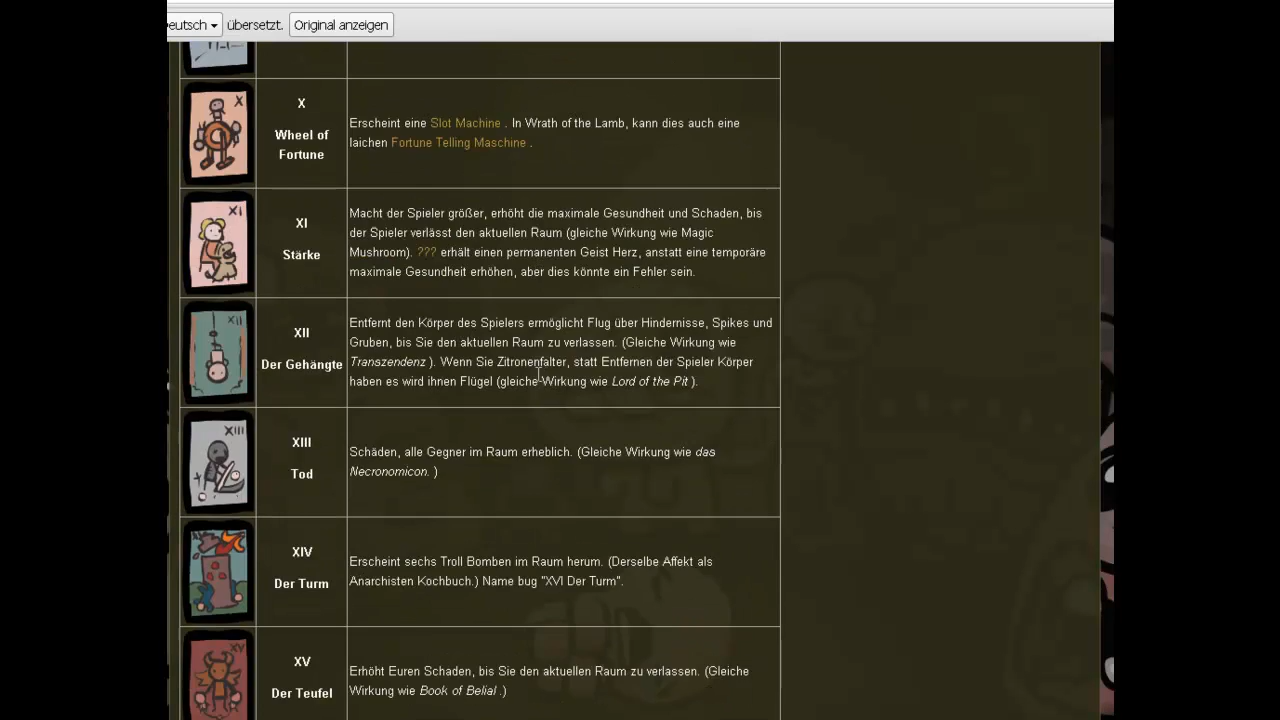 eutsch übersetzt. Original anzeigen
X
X
Wheel of
Fortune
Erscheint eine Slot Machine . In Wrath of the Lamb, kann dies auch eine
laichen Fortune Telling Maschine .
XI
XI
Stärke
Macht der Spieler größer, erhöht die maximale Gesundheit und Schaden, bis
der Spieler verlässt den aktuellen Raum (gleiche Wirkung wie Magic
Mushroom). ??? erhält einen permanenten Geist Herz, anstatt eine temporäre
maximale Gesundheit erhöhen, aber dies könnte ein Fehler sein.
XII
XII
Der Gehängte
Entfernt den Körper des Spielers ermöglicht Flug über Hindernisse, Spikes und
Gruben, bis Sie den aktuellen Raum zu verlassen. (Gleiche Wirkung wie
Transzendenz ). Wenn Sie Zitronenfalter, statt Entfernen der Spieler Körper
haben es wird ihnen Flügel (gleiche Wirkung wie Lord of the Pit ).
XIII
XIII
Tod
Schäden, alle Gegner im Raum erheblich. (Gleiche Wirkung wie das
Necronomicon. )
XIV
Der Turm
Erscheint sechs Troll Bomben im Raum herum. (Derselbe Affekt als
Anarchisten Kochbuch.) Name bug "XVI Der Turm".
XV
XV
Der Teufel
Erhöht Euren Schaden, bis Sie den aktuellen Raum zu verlassen. (Gleiche
Wirkung wie Book of Belial .)